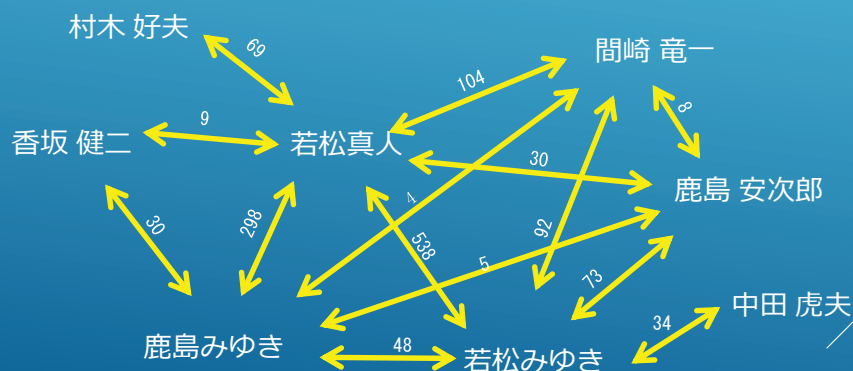 村木 好夫
69
間崎 竜一
104
8
9
香坂 健二
若松真人
30
鹿島 安次郎
4
30
298
538
92
5
73
中田 虎夫
34
鹿島みゆき
48
若松みゆき